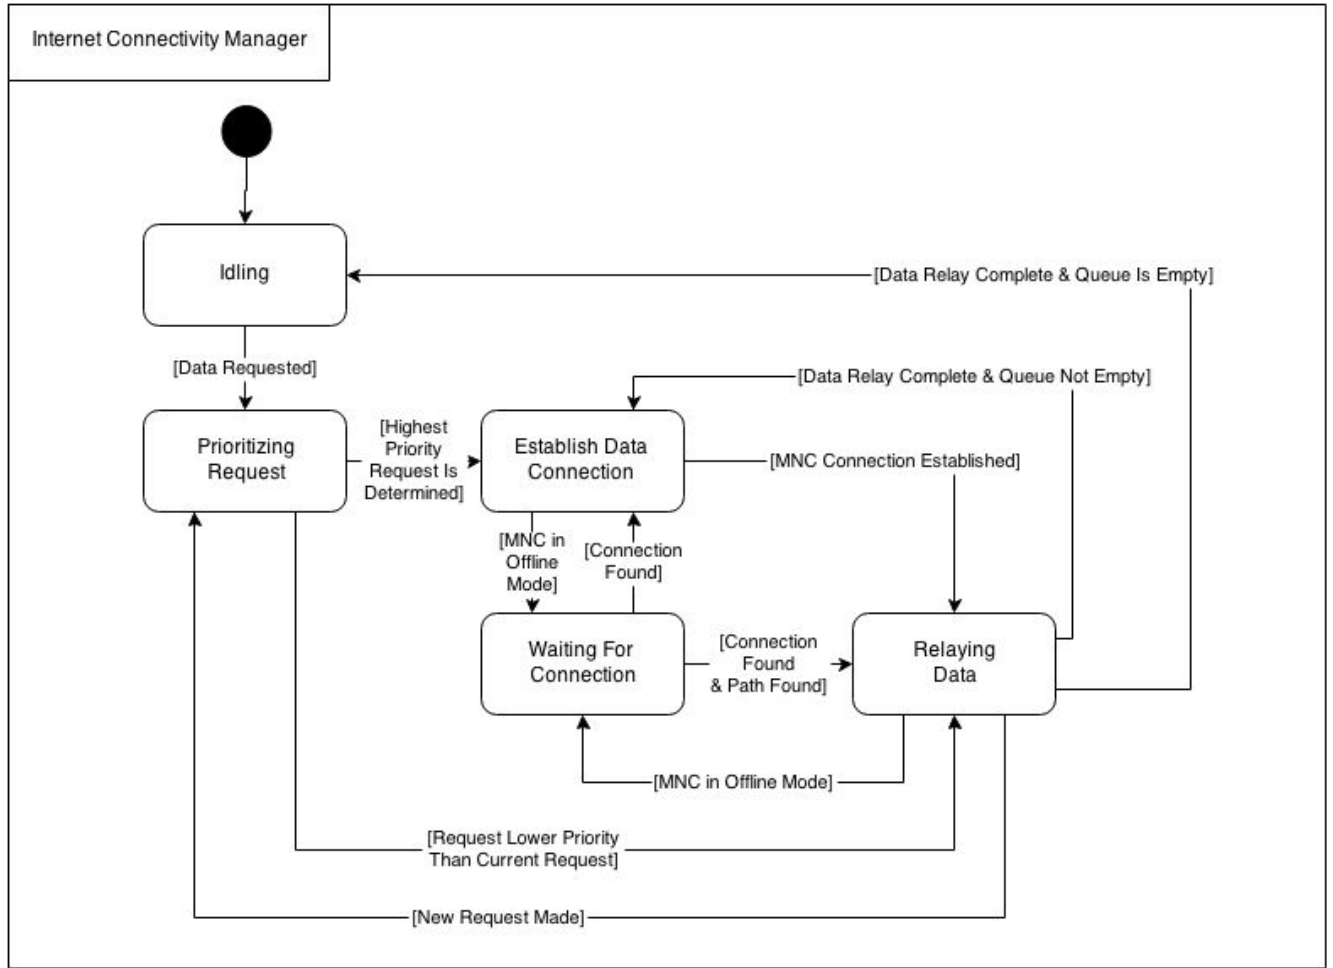 Internet Connectivity Manager
Idling
[Data Relay Complete & Queue Is Empty]
[Data Requested]
[Data Relay Complete & Queue Not Empty]
Prioritizing
Request
[Highest
Priority
Request Is
Determined]
Establish Data
Connection
[MNC Connection Established]
[MNC in
Offline
Mode]
[Connection
Found]
Waiting For
Connection
[Connection
Found
& Path Found]
Relaying
Data
[MNC in Offline Mode]
[Request Lower Priority
Than Current Request]
[New Request Made]